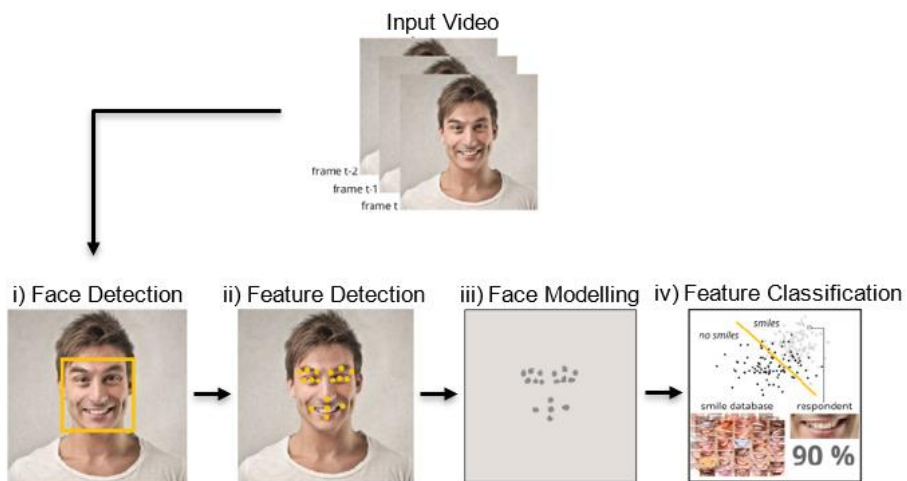 Input Video
frame t-2
frame t-1
frame t
i) Face Detection
ii) Feature Detection
iii) Face Modelling
iv) Feature Classification
smiles
no smiles
smile database
respondent
90 %